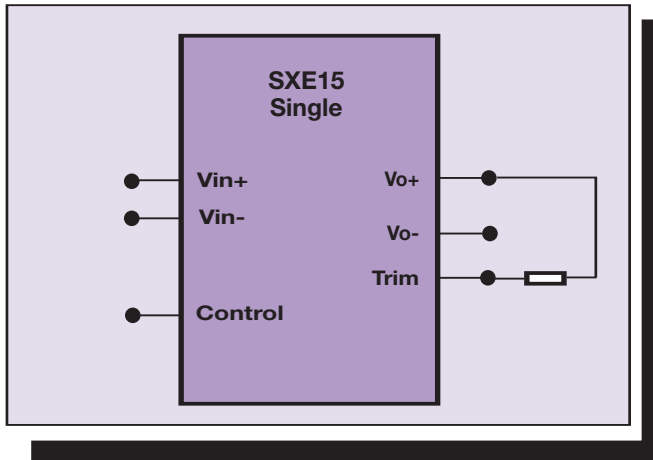 SXE15
Single
Vin+
Vin-
Control
Vo+
Vo-
Trim